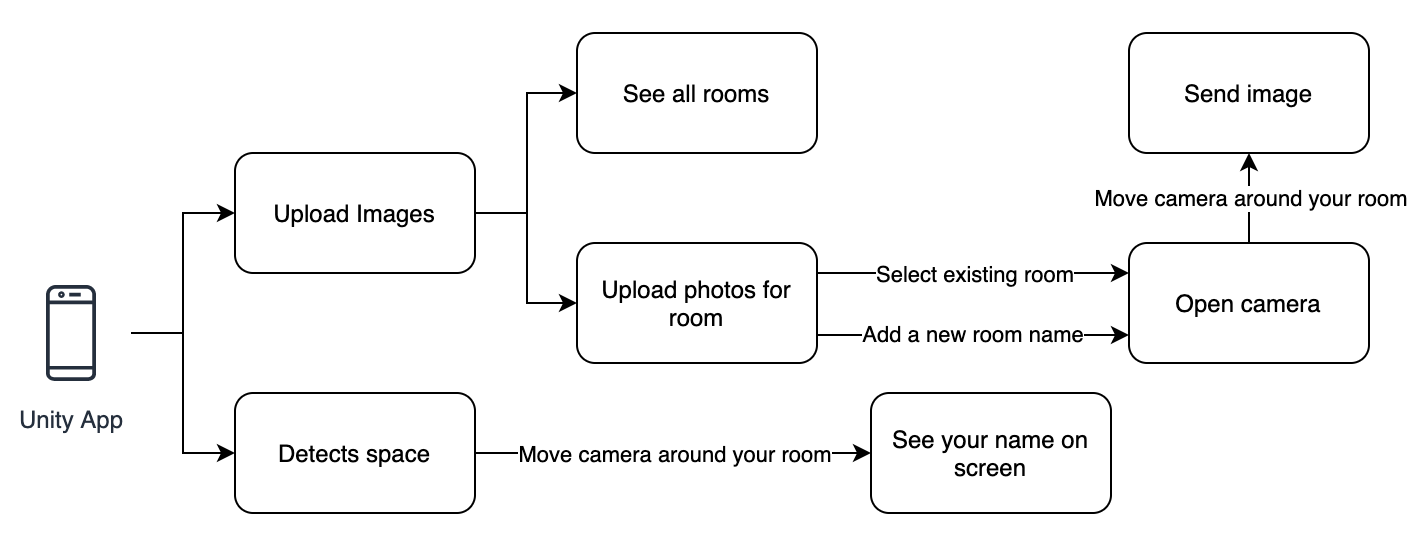 See all rooms
Send image
Move camera around your room
Upload Images
Upload photos for
room
Select existing room
Add a new room name
Open camera
Unity App
Detects space
Move camera around your room
See your name on
screen